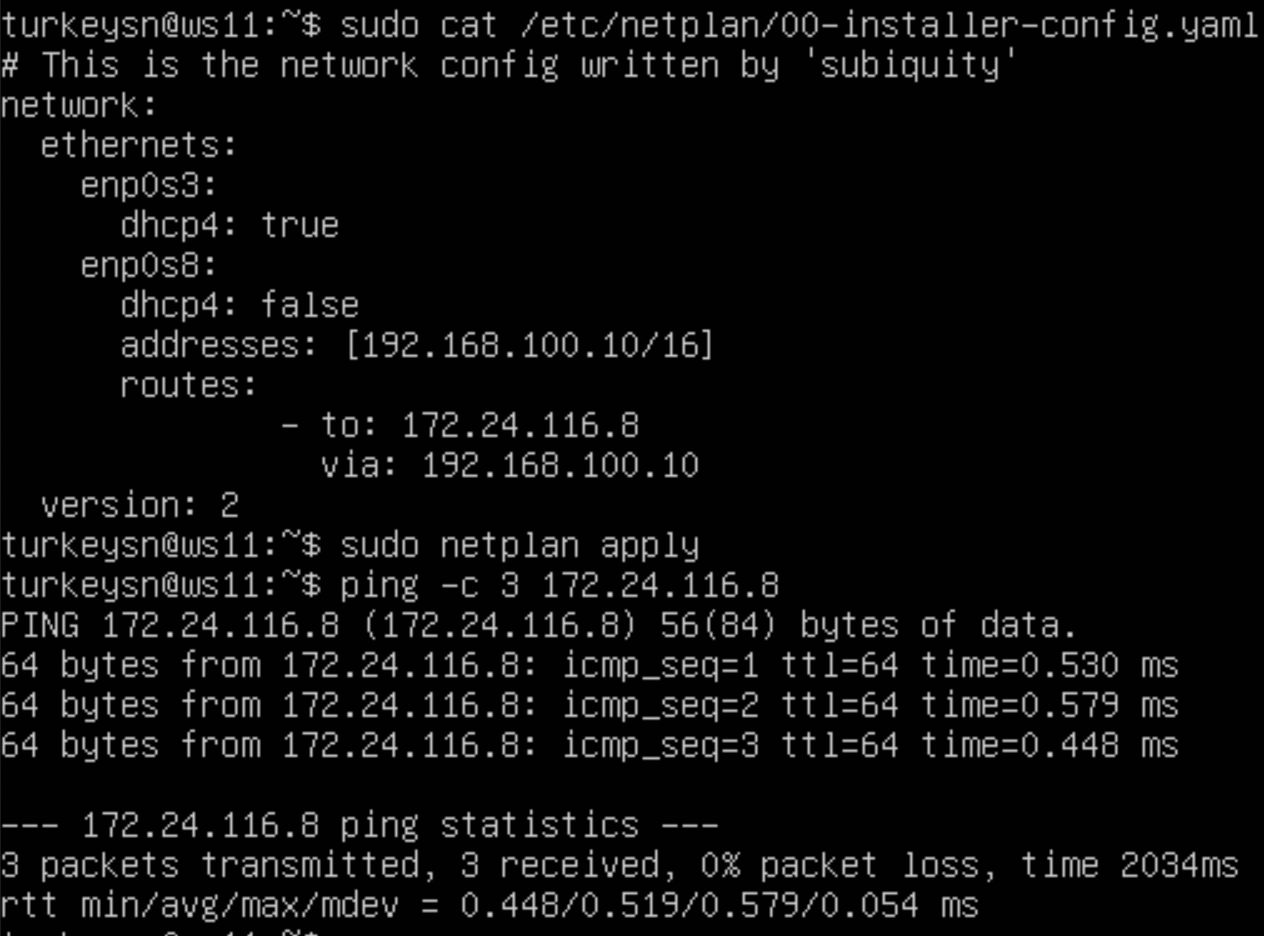 turkeysn@ws11:~$ sudo cat /etc/netplan/00-installer-config.yaml
# This is the network config written by 'subiquity'
network:
  ethernets:
    enp0s3:
      dhcp4: true
    enp0s8:
      dhcp4: false
      addresses: [192.168.100.10/16]
      routes:
              - to: 172.24.116.8
                via: 192.168.100.10
  version: 2
turkeysn@ws11:~$ sudo netplan apply
turkeysn@ws11:~$ ping -c 3 172.24.116.8
PING 172.24.116.8 (172.24.116.8) 56(84) bytes of data.
64 bytes from 172.24.116.8: icmp_seq=1 ttl=64 time=0.530 ms
64 bytes from 172.24.116.8: icmp_seq=2 ttl=64 time=0.579 ms
64 bytes from 172.24.116.8: icmp_seq=3 ttl=64 time=0.448 ms

--- 172.24.116.8 ping statistics ---
3 packets transmitted, 3 received, 0% packet loss, time 2034ms
rtt min/avg/max/mdev = 0.448/0.519/0.579/0.054 ms